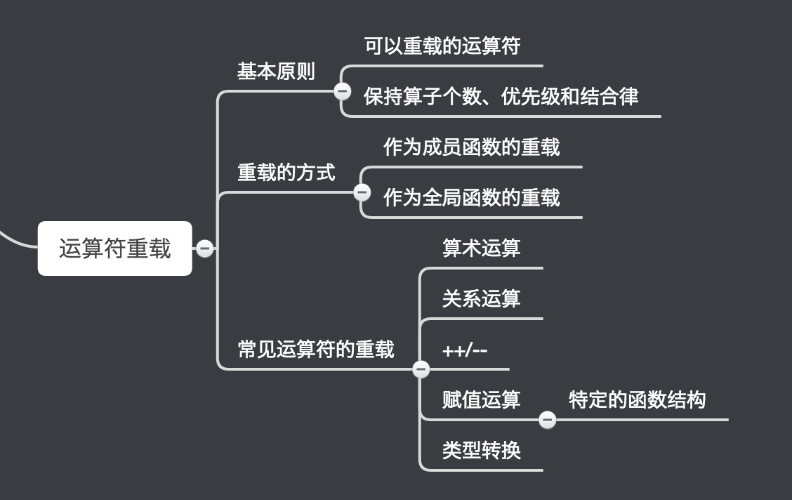 运算符重载
基本原则
可以重载的运算符
保持算子个数、优先级和结合律
重载的方式
作为成员函数的重载
作为全局函数的重载
常见运算符的重载
算术运算
关系运算
++/--
赋值运算
特定的函数结构
类型转换